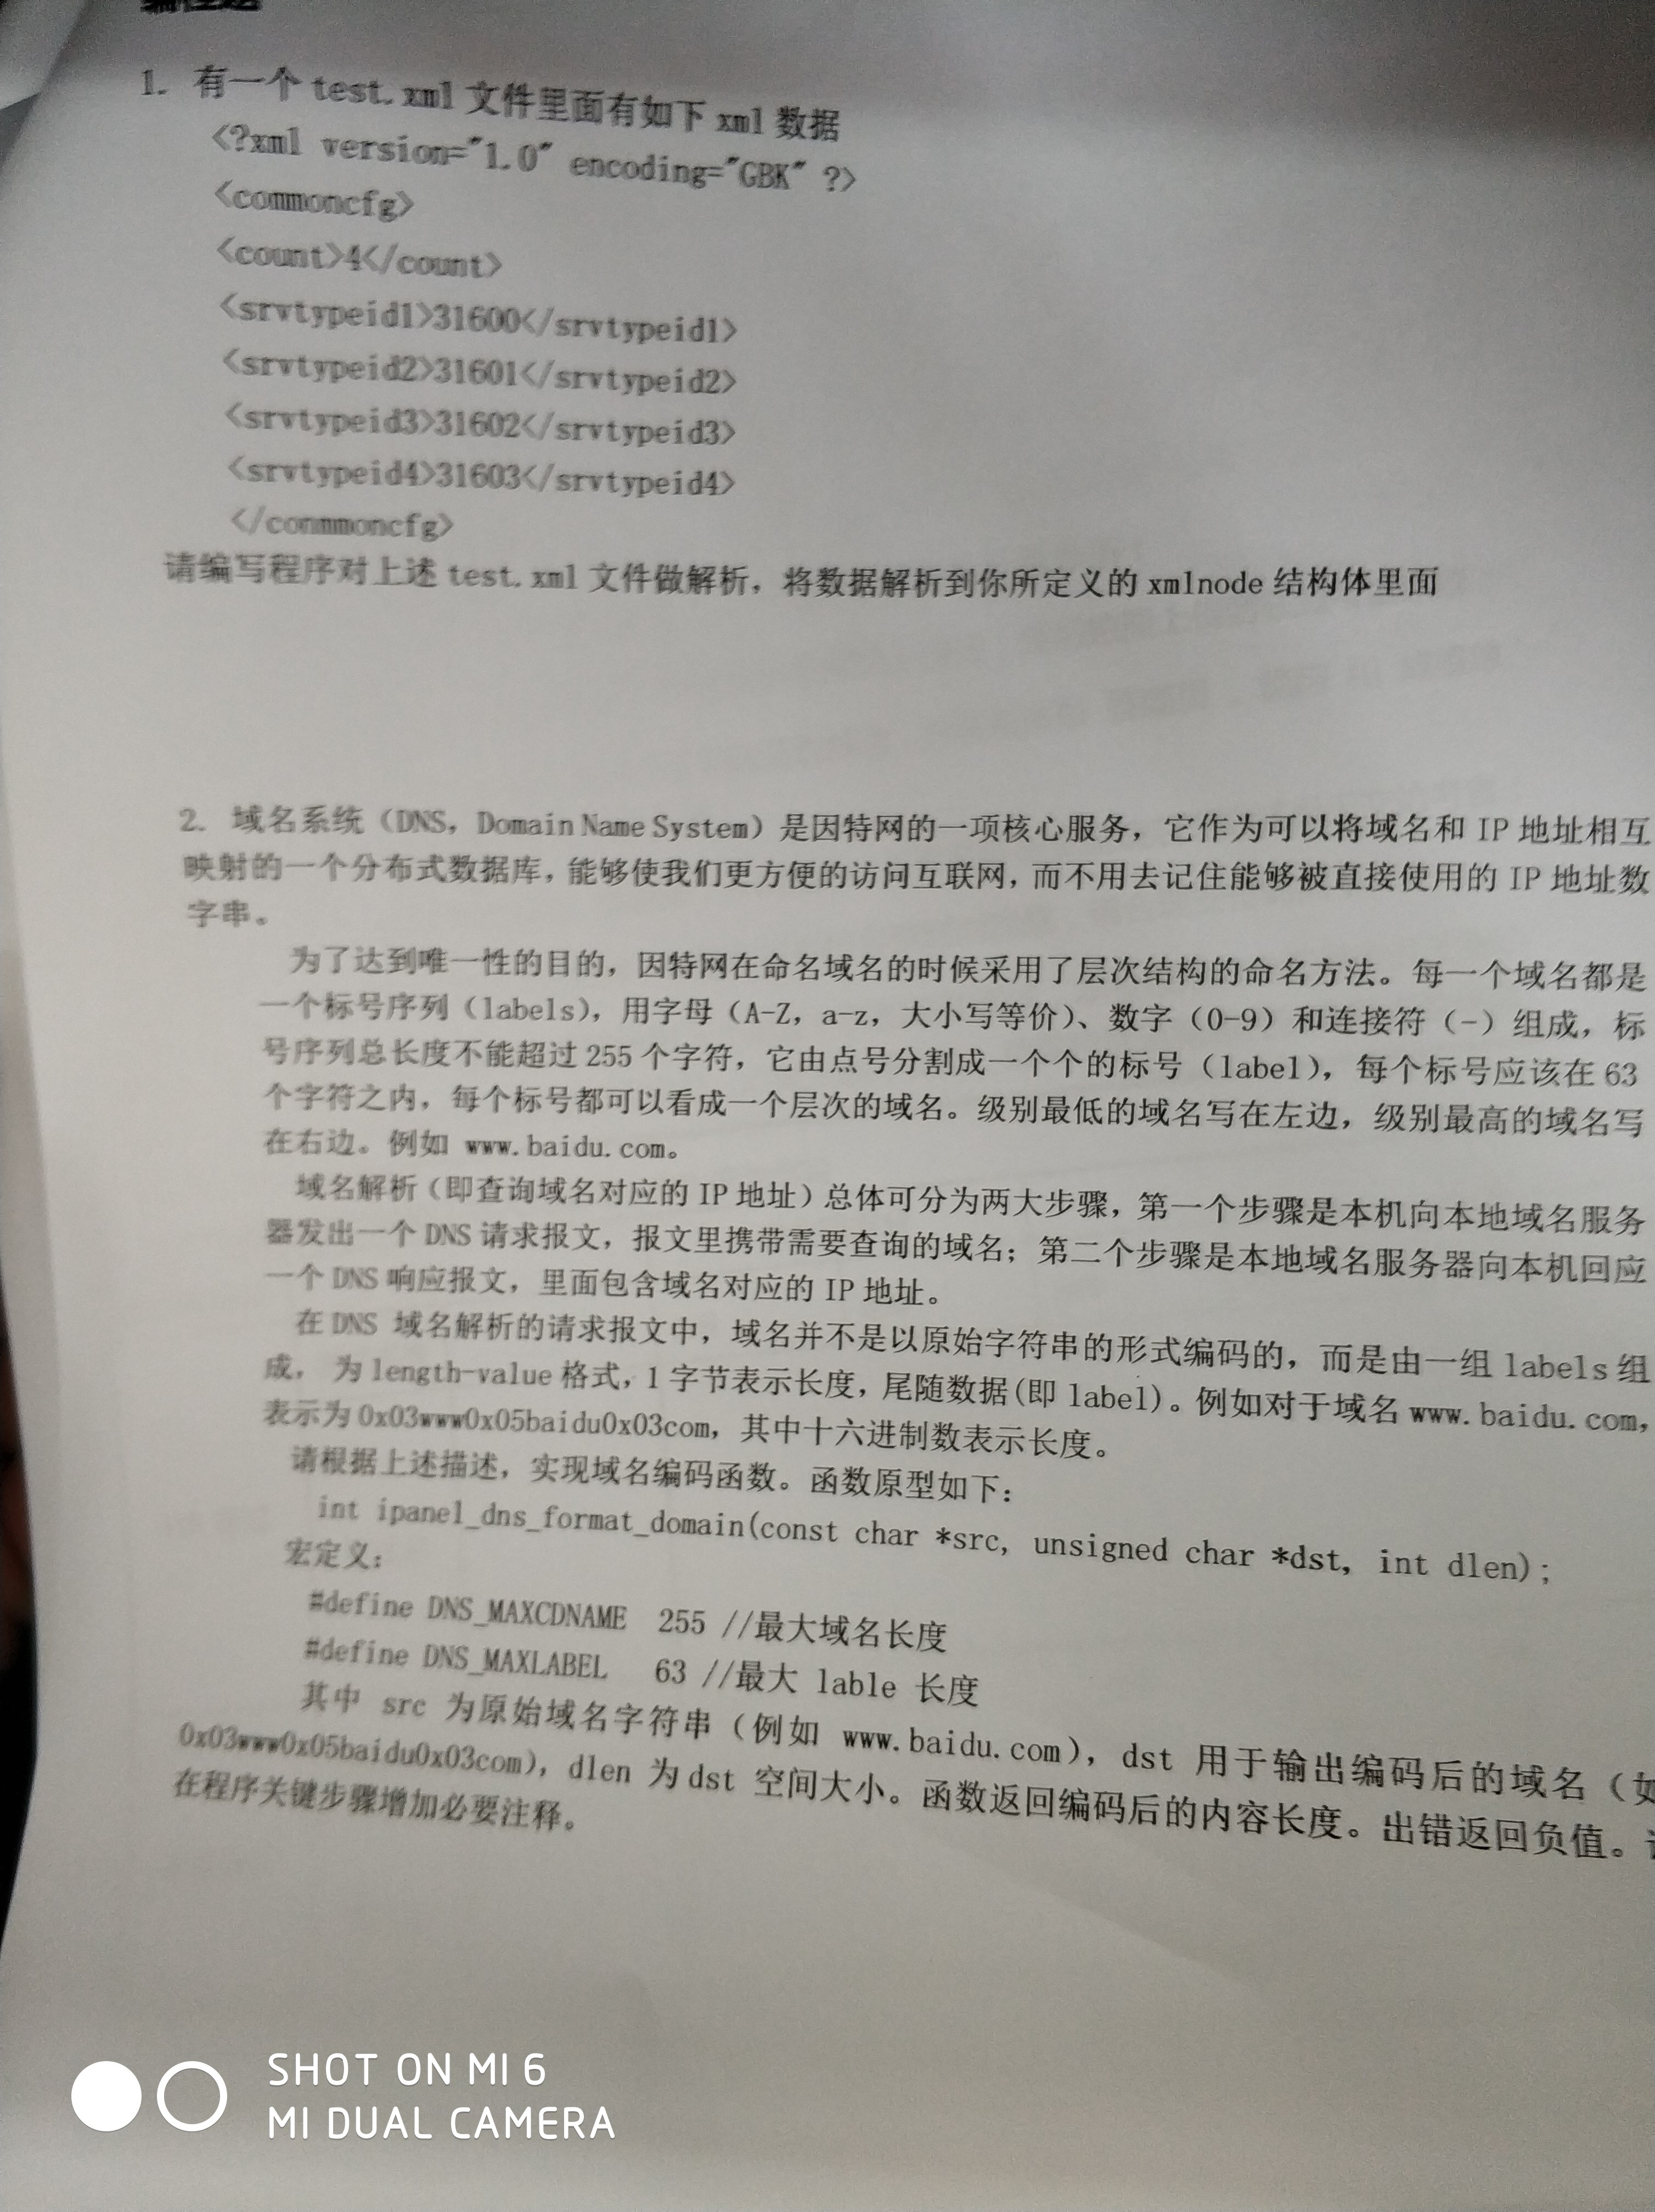 编程题
1. 有一个 test.xml 文件里面有如下 xml 数据
<?xml version="1.0" encoding="GBK" ?>
<commoncfg>
<count>4</count>
<srvtypeid1>31600</srvtypeid1>
<srvtypeid2>31601</srvtypeid2>
<srvtypeid3>31602</srvtypeid3>
<srvtypeid4>31603</srvtypeid4>
</conmmoncfg>
请编写程序对上述 test.xml 文件做解析，将数据解析到你所定义的 xmlnode 结构体里面
2. 域名系统（DNS，Domain Name System）是因特网的一项核心服务，它作为可以将域名和 IP 地址相互
映射的一个分布式数据库，能够使我们更方便的访问互联网，而不用去记住能够被直接使用的 IP 地址数
字串。
为了达到唯一性的目的，因特网在命名域名的时候采用了层次结构的命名方法。每一个域名都是
一个标号序列（labels），用字母（A-Z，a-z，大小写等价）、数字（0-9）和连接符（-）组成，标
号序列总长度不能超过 255 个字符，它由点号分割成一个个的标号（label），每个标号应该在 63
个字符之内，每个标号都可以看成一个层次的域名。级别最低的域名写在左边，级别最高的域名写
在右边。例如 www.baidu.com。
域名解析（即查询域名对应的 IP 地址）总体可分为两大步骤，第一个步骤是本机向本地域名服务
器发出一个 DNS 请求报文，报文里携带需要查询的域名；第二个步骤是本地域名服务器向本机回应
一个 DNS 响应报文，里面包含域名对应的 IP 地址。
在 DNS 域名解析的请求报文中，域名并不是以原始字符串的形式编码的，而是由一组 labels 组
成， 为 length-value 格式，1 字节表示长度，尾随数据(即 label)。例如对于域名 www.baidu.com，
表示为 0x03www0x05baidu0x03com，其中十六进制数表示长度。
请根据上述描述，实现域名编码函数。函数原型如下：
int ipanel_dns_format_domain(const char *src, unsigned char *dst, int dlen);
宏定义：
#define DNS_MAXCDNAME 255 //最大域名长度
#define DNS_MAXLABEL 63 //最大 lable 长度
其中 src 为原始域名字符串（例如 www.baidu.com），dst 用于输出编码后的域名（如
0x03www0x05baidu0x03com），dlen 为 dst 空间大小。函数返回编码后的内容长度。出错返回负值。
在程序关键步骤增加必要注释。
SHOT ON MI 6
MI DUAL CAMERA